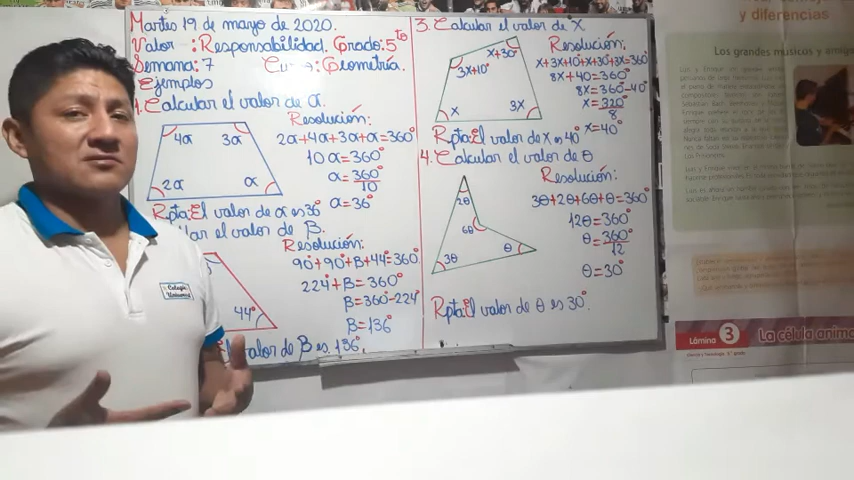 Martes 19 de mayo de 2020.
Valor : Responsabilidad. Grado: 5to
Semana: 7
Geometría.
Ejemplos
1. Calcular el valor de α.
Resolución:
4α 3α
2α α
2α+4α+3α+α=360°
10α=360°
α=360°/10
α=36°
Rpta: El valor de α es 36°
lar el valor de β.
Resolución:
44°
90°+90°+β+44°=360°
224°+β=360°
β=360°-224°
β=136°
valor de β es 136°.
3. Calcular el valor de X
Resolución:
3x+10° x+30°
x 3x
x+3x+10°+x+30°+3x=360°
8x+40=360°
8x=360°-40°
x=320°/8
x=40°
Rpta: El valor de x es 40°
4. Calcular el valor de θ
Resolución:
2θ
6θ
3θ θ
3θ+2θ+6θ+θ=360°
12θ=360°
θ=360°/12
θ=30°
Rpta: El valor de θ es 30°.
Colegio
Universal
y diferencias
Los grandes músicos y amigo
Lámina 3 La célula anima